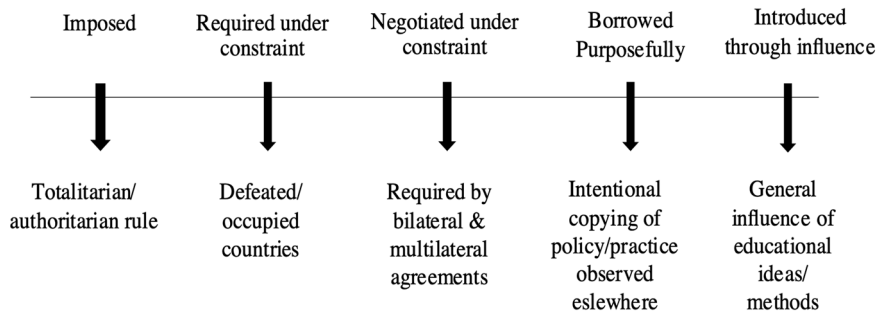 Imposed
Required under
constraint
Negotiated under
constraint
Borrowed
Purposefully
Introduced
through influence
Totalitarian/
authoritarian rule
Defeated/
occupied
countries
Required by
bilateral &
multilateral
agreements
Intentional
copying of
policy/practice
observed
eslewhere
General
influence of
educational
ideas/
methods